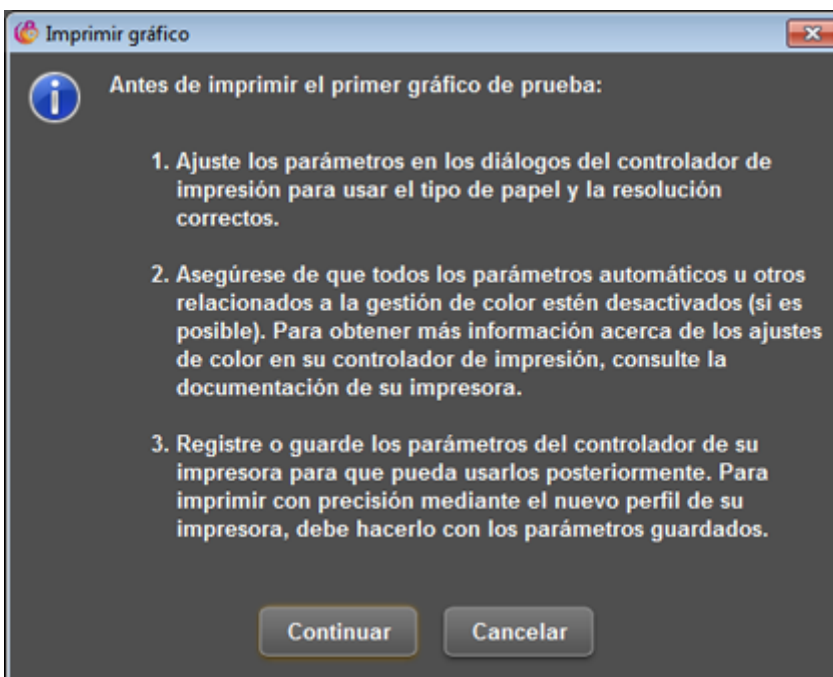 Imprimir gráfico
Antes de imprimir el primer gráfico de prueba:
1. Ajuste los parámetros en los diálogos del controlador de
impresión para usar el tipo de papel y la resolución
correctos.
2. Asegúrese de que todos los parámetros automáticos u otros
relacionados a la gestión de color estén desactivados (si es
posible). Para obtener más información acerca de los ajustes
de color en su controlador de impresión, consulte la
documentación de su impresora.
3. Registre o guarde los parámetros del controlador de su
impresora para que pueda usarlos posteriormente. Para
imprimir con precisión mediante el nuevo perfil de su
impresora, debe hacerlo con los parámetros guardados.
Continuar Cancelar